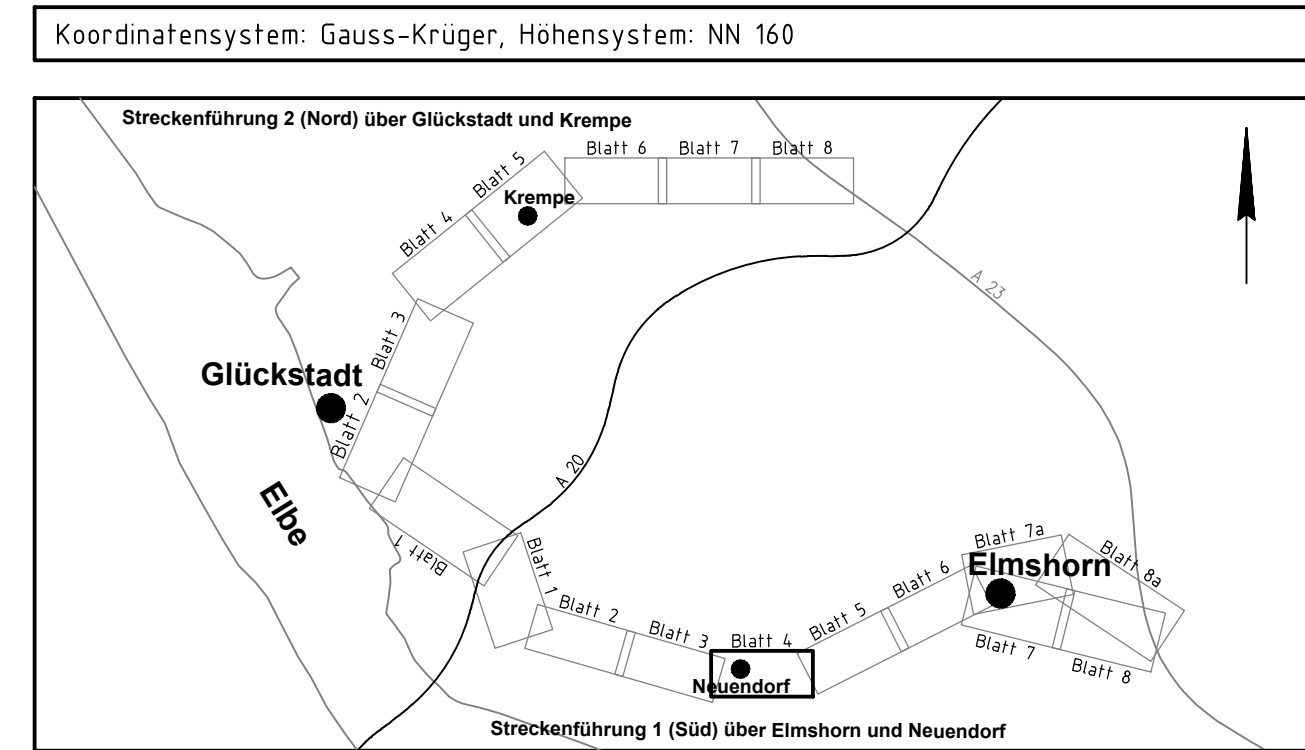 Koordinatensystem: Gauss-Krüger, Höhensystem: NN 160
Streckenführung 2 (Nord) über Glückstadt und Krempe
Blatt 6
Blatt 7
Blatt 8
Blatt 5
Krempe
Blatt 4
A 23
Blatt 3
Glückstadt
Blatt 2
A 20
Elbe
Blatt 1
Blatt 1
Blatt 7a
Blatt 8a
Elmshorn
Blatt 6
Blatt 5
Blatt 2
Blatt 3
Blatt 4
Blatt 7
Blatt 8
Neuendorf
Streckenführung 1 (Süd) über Elmshorn und Neuendorf